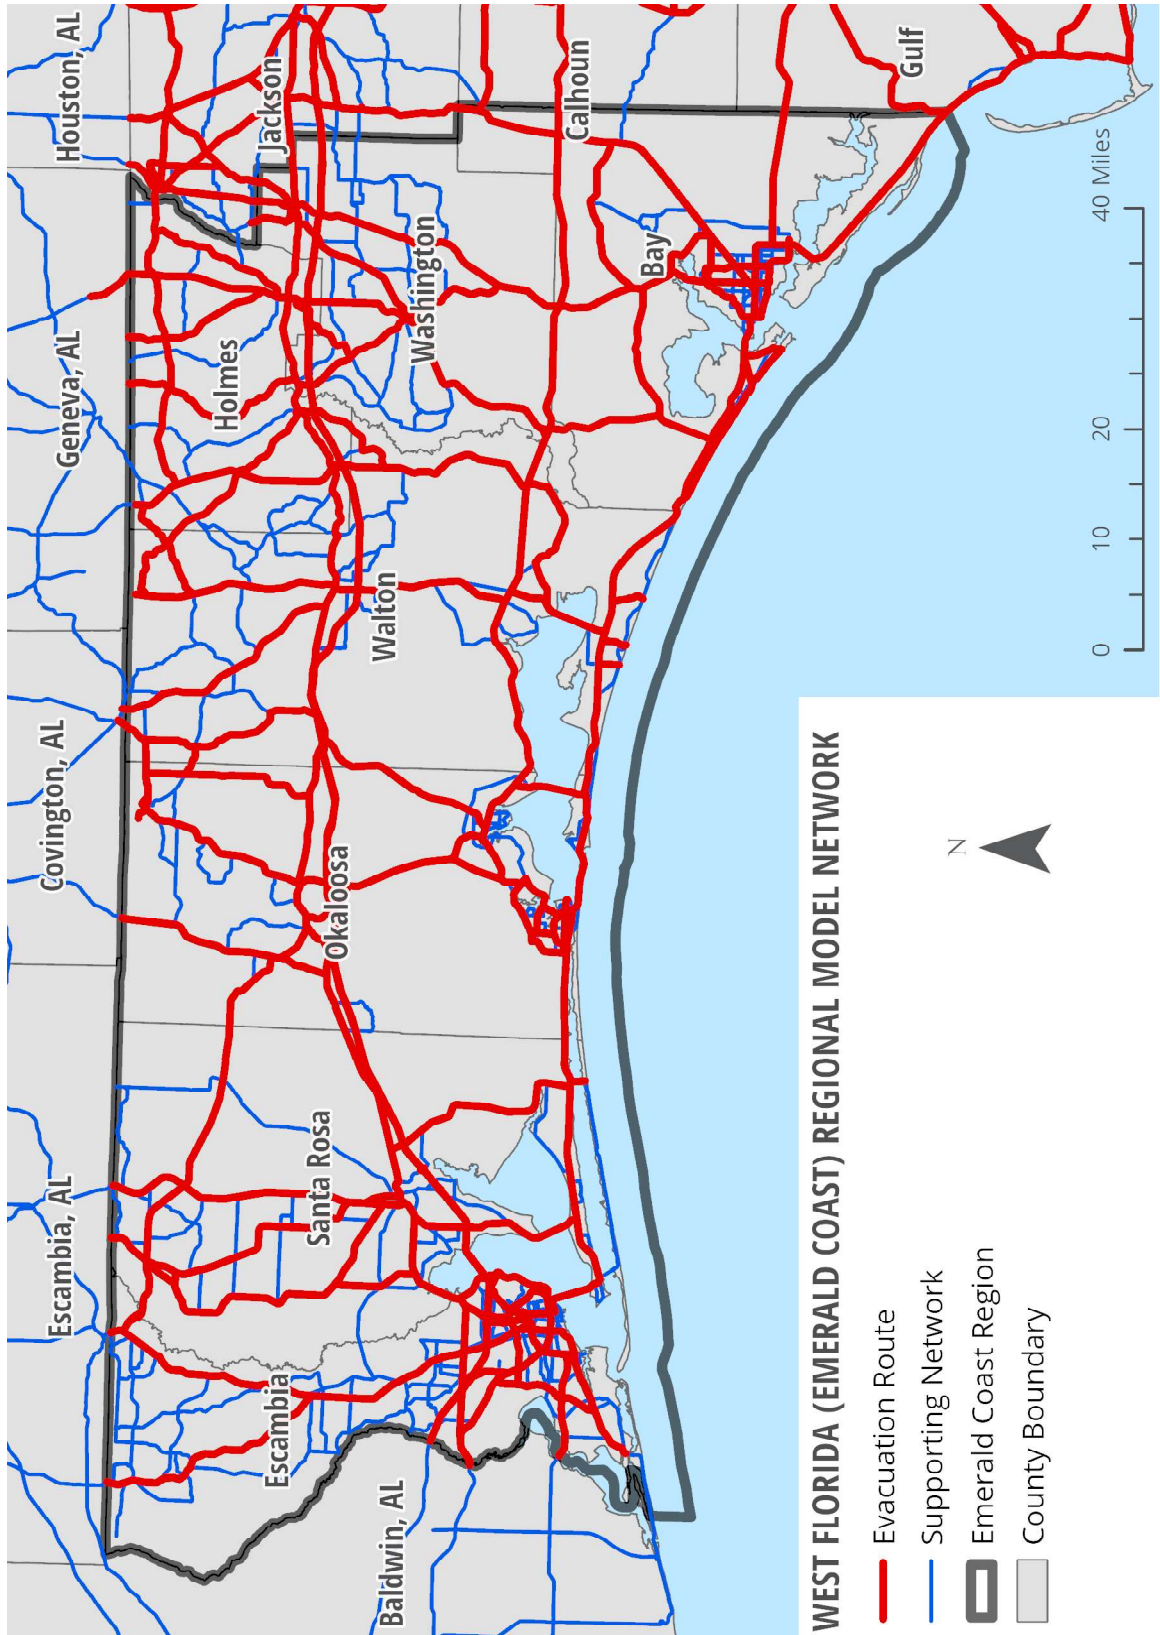 Escambia, AL
Covington, AL
Geneva, AL
Houston, AL
Jackson
Holmes
Washington
Calhoun
Gulf
Bay
Walton
Okaloosa
Santa Rosa
Escambia
Baldwin, AL
WEST FLORIDA (EMERALD COAST) REGIONAL MODEL NETWORK
Evacuation Route
Supporting Network
Emerald Coast Region
County Boundary
N
0 10 20 40 Miles